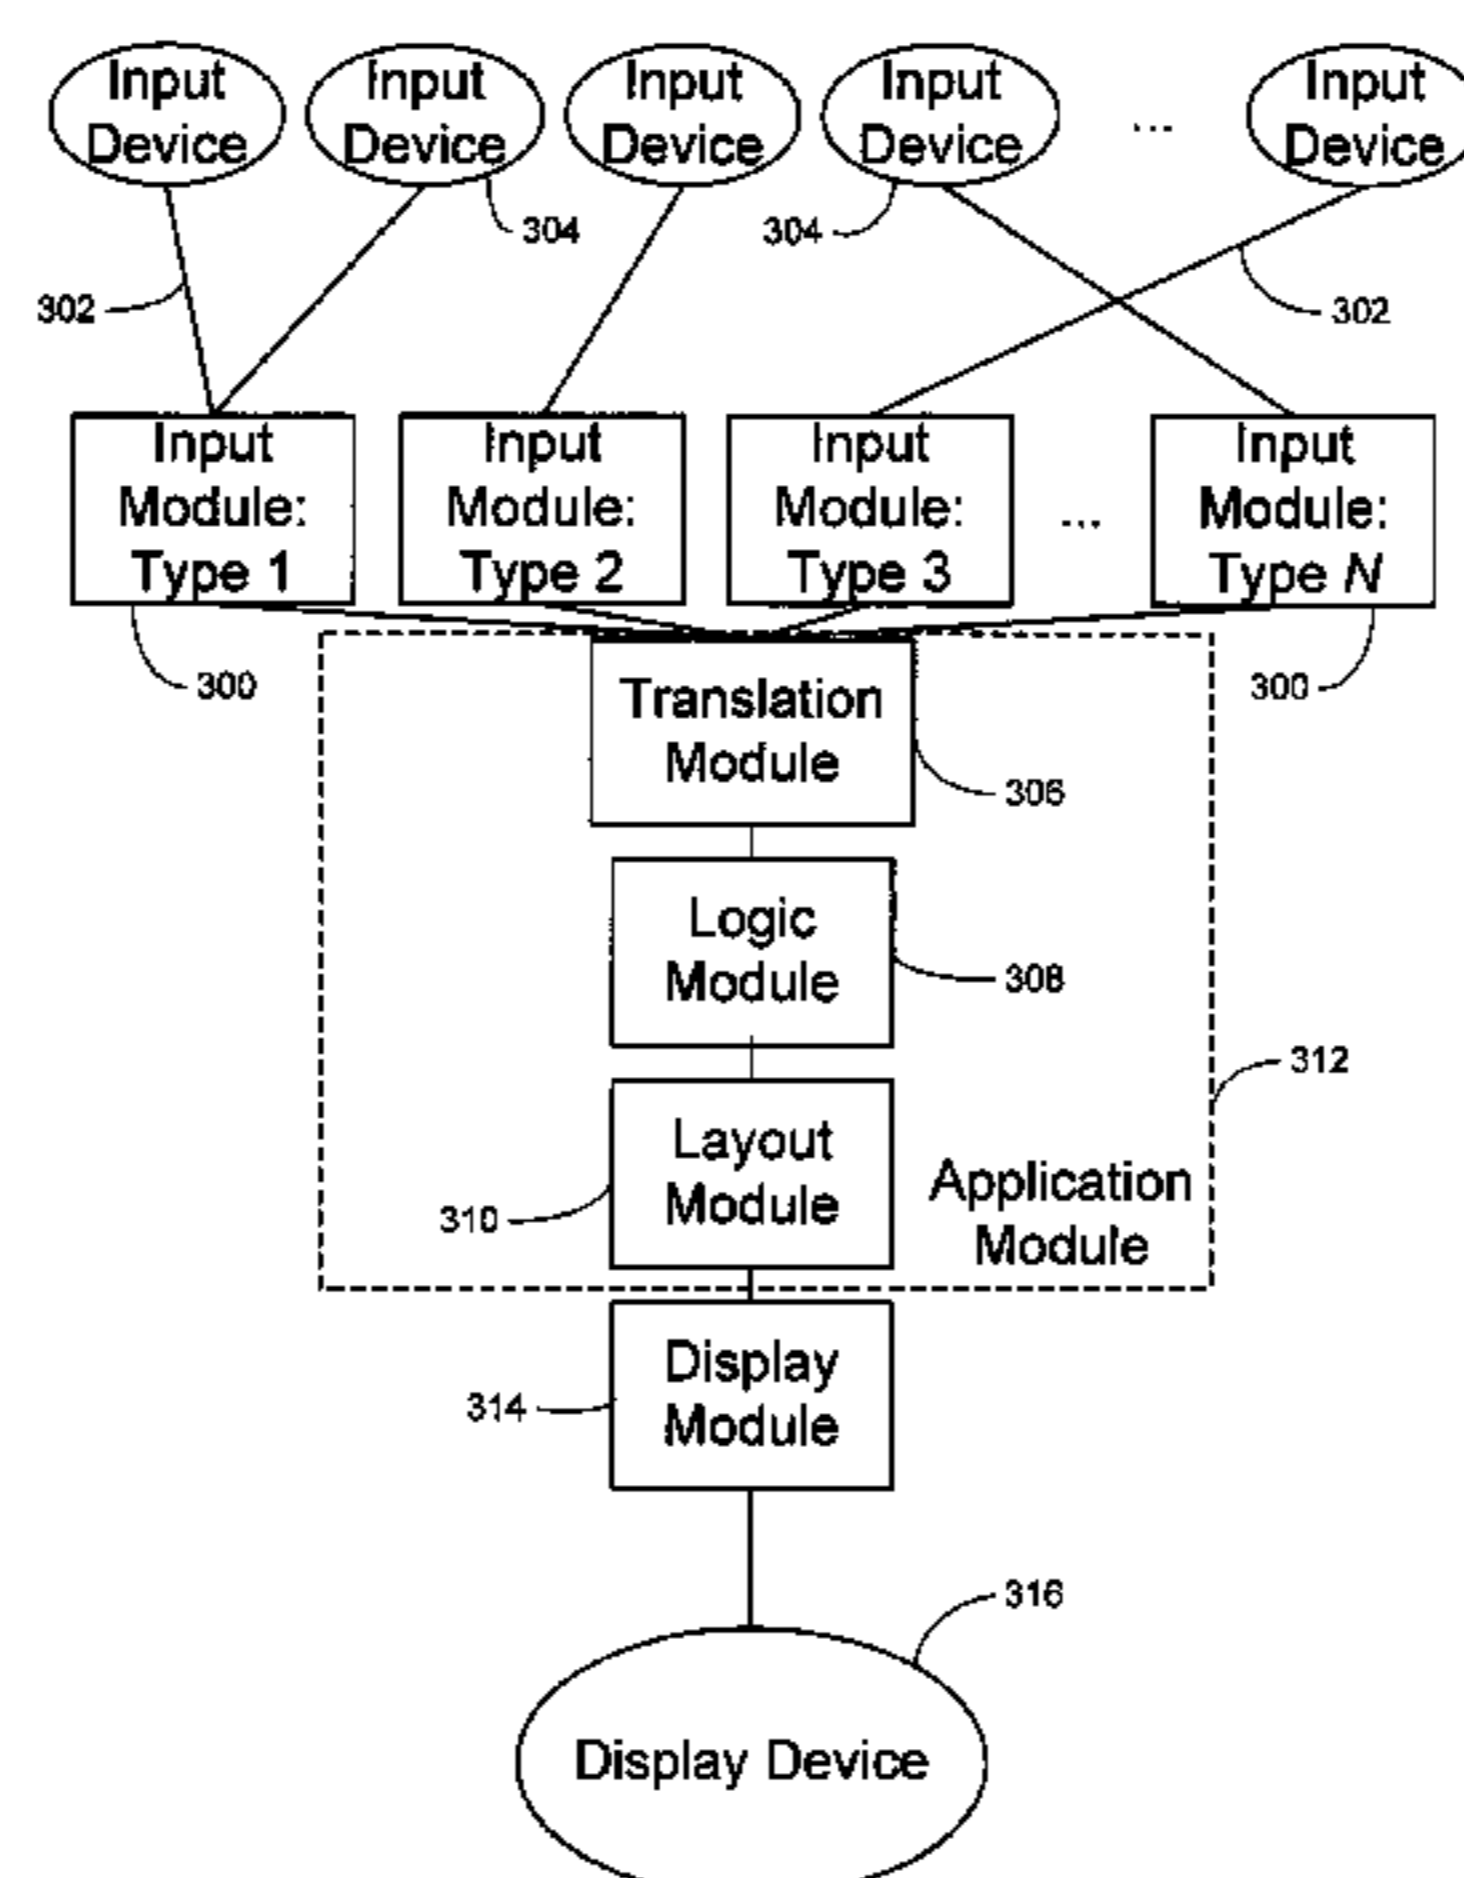 Input
Device
Input
Device
Input
Device
Input
Device
...
Input
Device
304
304
302
302
Input
Module:
Type 1
Input
Module:
Type 2
Input
Module:
Type 3
...
Input
Module:
Type N
300
300
Translation
Module
306
Logic
Module
308
312
Layout
Module
310
Application
Module
Display
Module
314
316
Display Device